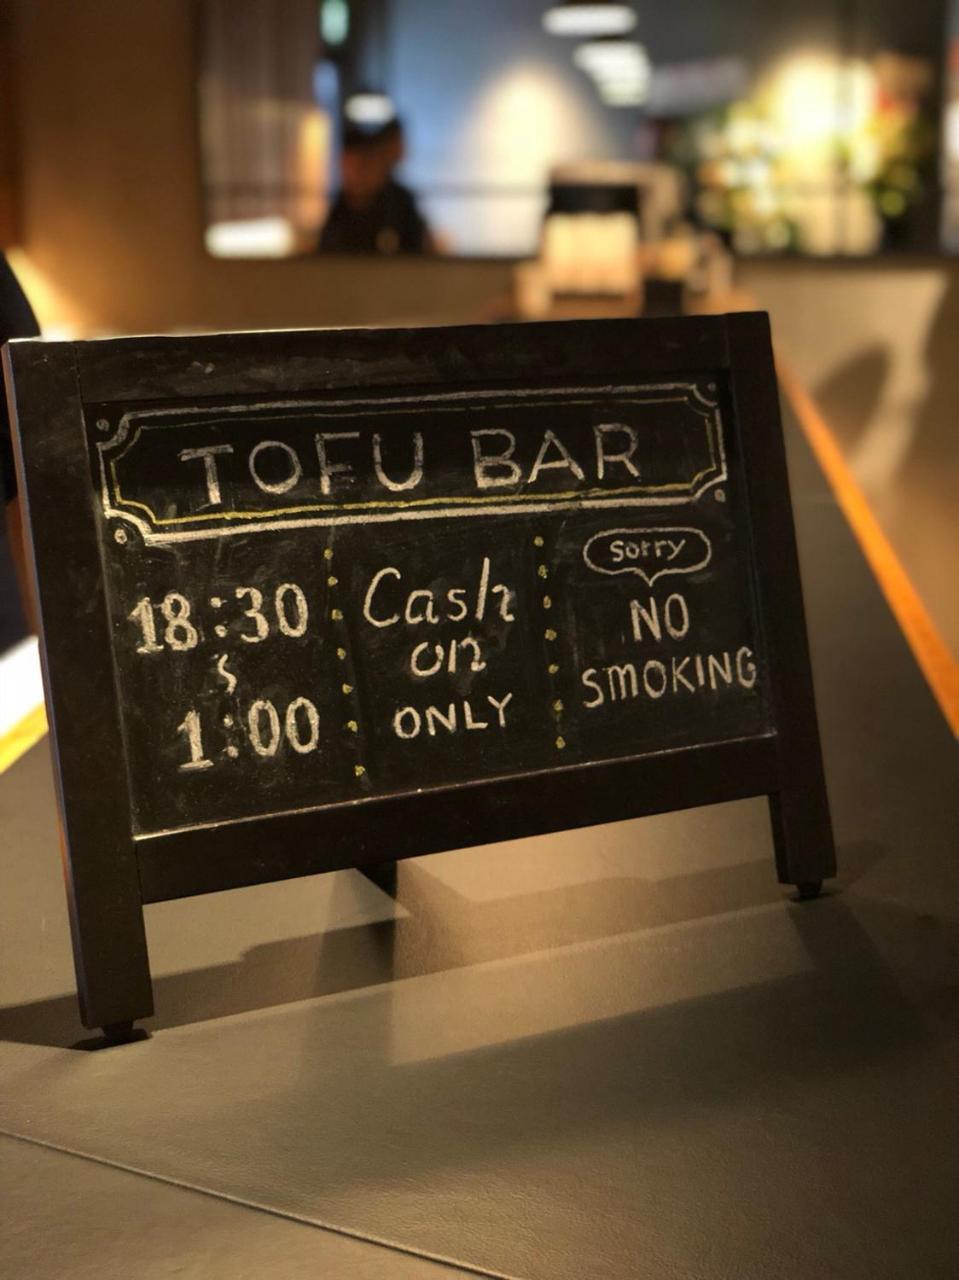 TOFU BAR
18:30
〜
1:00
Cash
on
ONLY
sorry
NO
SMOKING